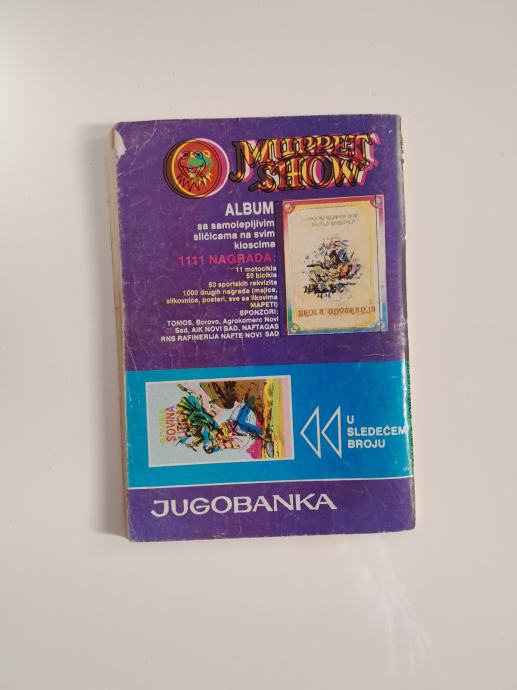 MUPPET
SHOW
ALBUM
sa samolepljivim
sličicama na svim
kioscima
1111 NAGRADA:
11 motocikla
50 bicikla
50 sportskih rekvizita
1000 drugih nagrada (majice,
slikovnice, posteri, sve sa likovima
MAPETI)
SPONZORI:
TOMOS, Borovo, Agrokomerc Novi
Sad, AIK NOVI SAD, NAFTAGAS
RNS RAFINERIJA NAFTE NOVI SAD
SOVINA
U
SLEDEĆEM
BROJU
JUGOBANKA